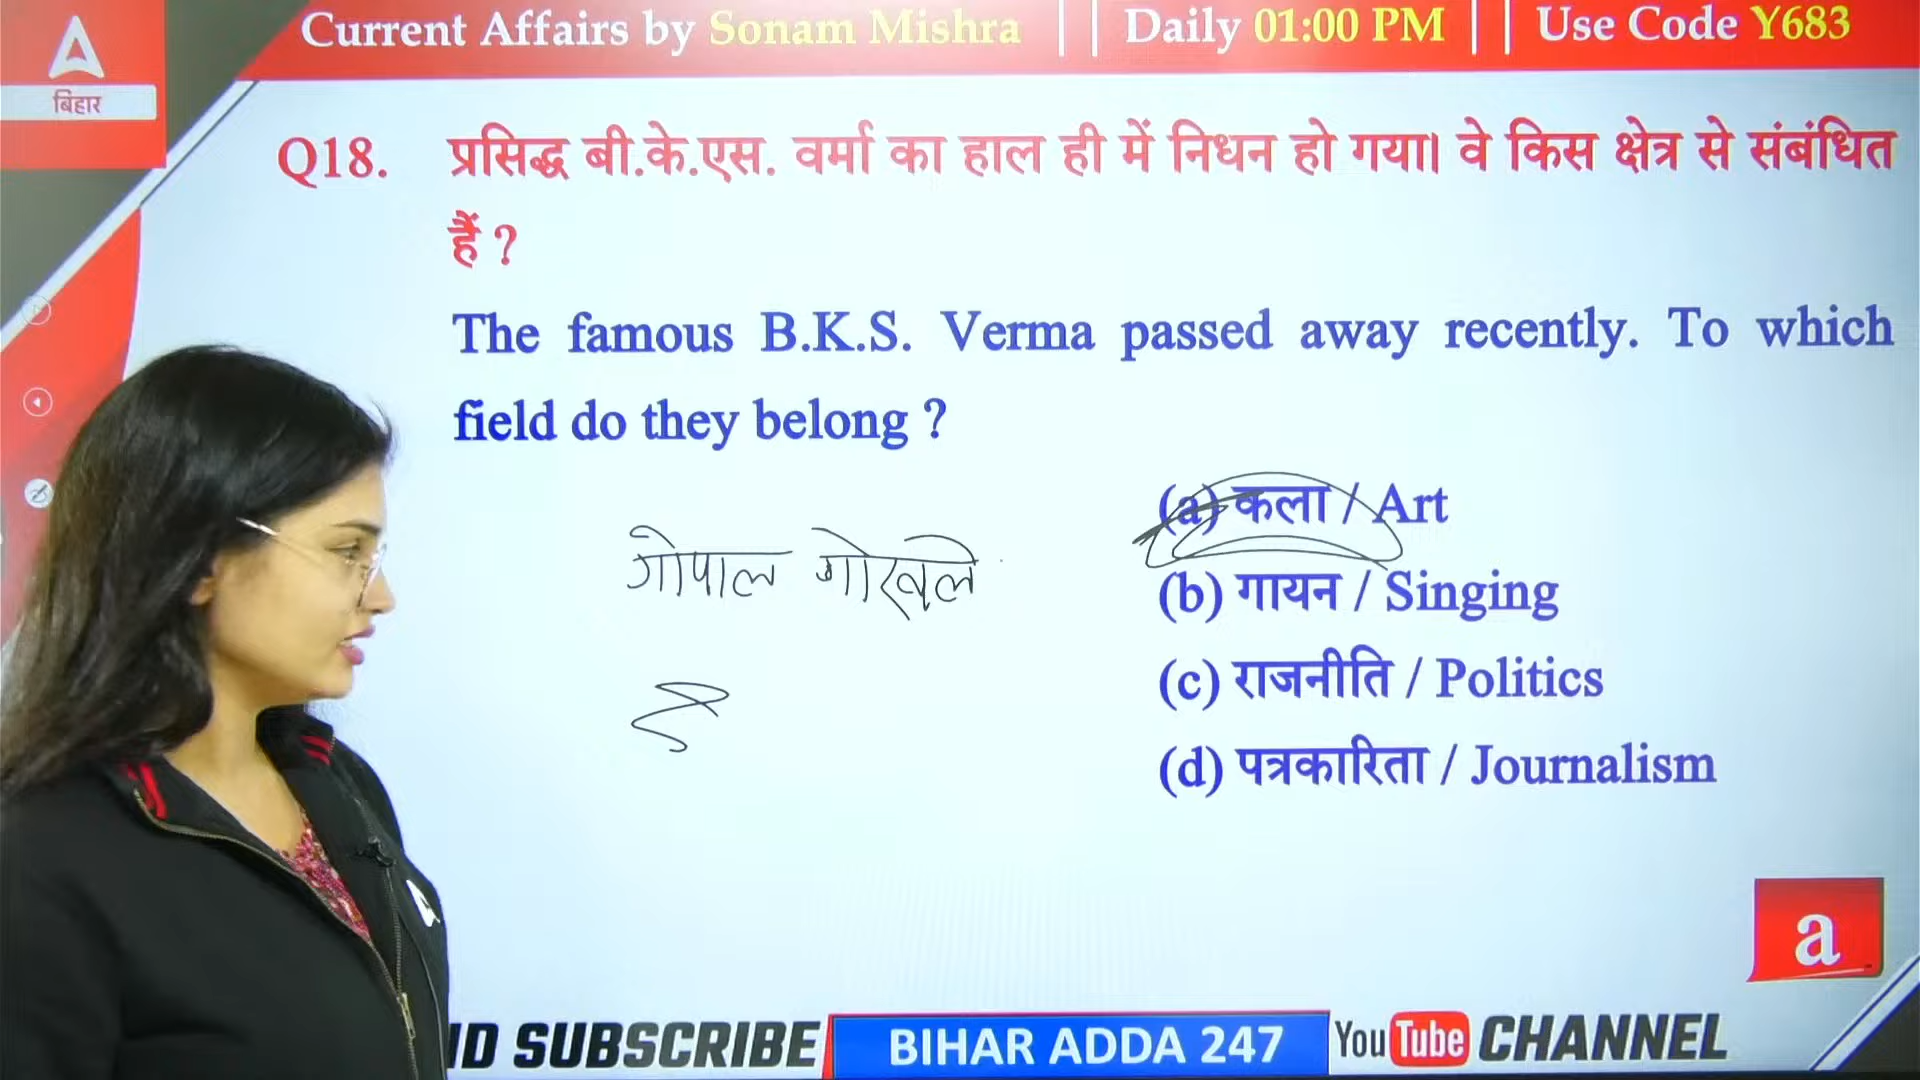 Current Affairs by Sonam Mishra || Daily 01:00 PM || Use Code Y683
बिहार
Q18. प्रसिद्ध बी.के.एस. वर्मा का हाल ही में निधन हो गया। वे किस क्षेत्र से संबंधित
हैं ?
The famous B.K.S. Verma passed away recently. To which
field do they belong ?
(a) कला / Art
गोपाल गोखले
(b) गायन / Singing
(c) राजनीति / Politics
(d) पत्रकारिता / Journalism
a
SUBSCRIBE BIHAR ADDA 247 YouTube CHANNEL